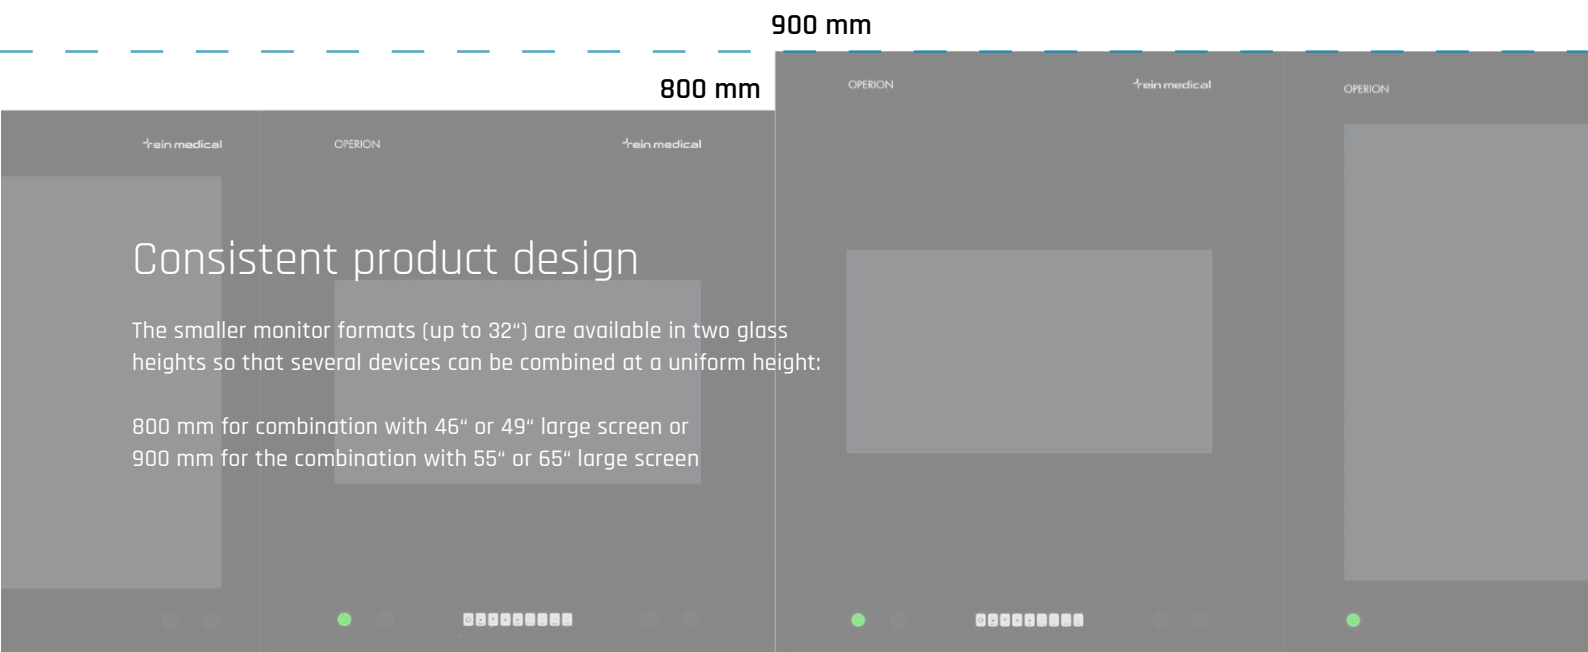 900 mm
800 mm
OPERION
rein medical
OPERION
rein medical
OPERION
rein medical
Consistent product design
The smaller monitor formats (up to 32“) are available in two glass
heights so that several devices can be combined at a uniform height:
800 mm for combination with 46“ or 49“ large screen or
900 mm for the combination with 55“ or 65“ large screen